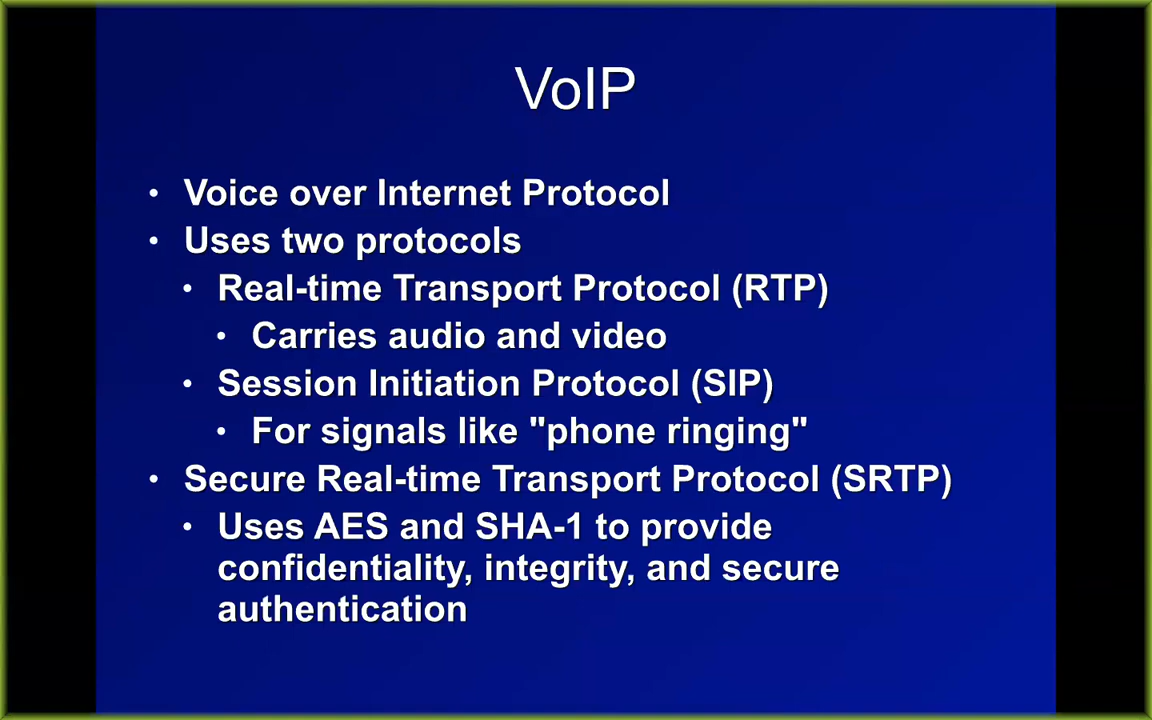 VoIP
• Voice over Internet Protocol
• Uses two protocols
• Real-time Transport Protocol (RTP)
• Carries audio and video
• Session Initiation Protocol (SIP)
• For signals like "phone ringing"
• Secure Real-time Transport Protocol (SRTP)
• Uses AES and SHA-1 to provide
confidentiality, integrity, and secure
authentication